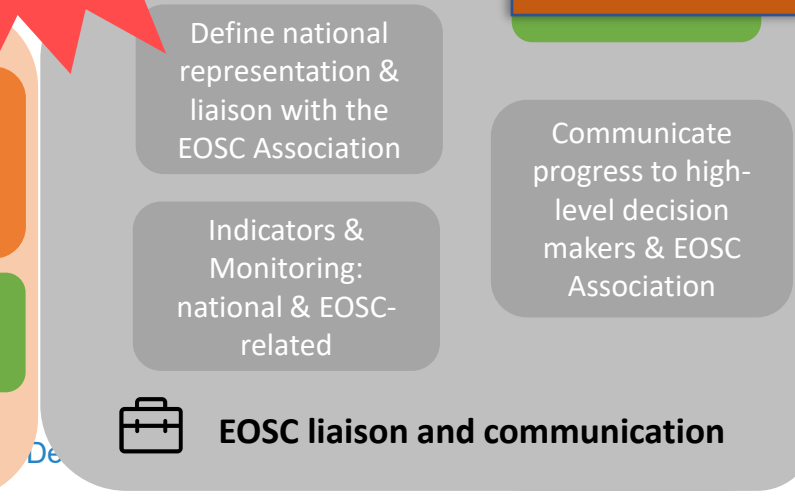 Define national
representation &
liaison with the
EOSC Association
Communicate
progress to high-
level decision
makers & EOSC
Association
Indicators &
Monitoring:
national & EOSC-
related
EOSC liaison and communication